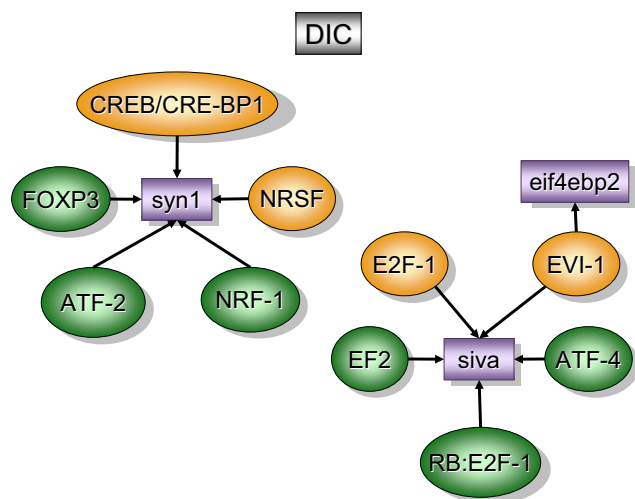 DIC
CREB/CRE-BP1
FOXP3
syn1
NRSF
eif4ebp2
ATF-2
NRF-1
E2F-1
EVI-1
EF2
siva
ATF-4
RB:E2F-1